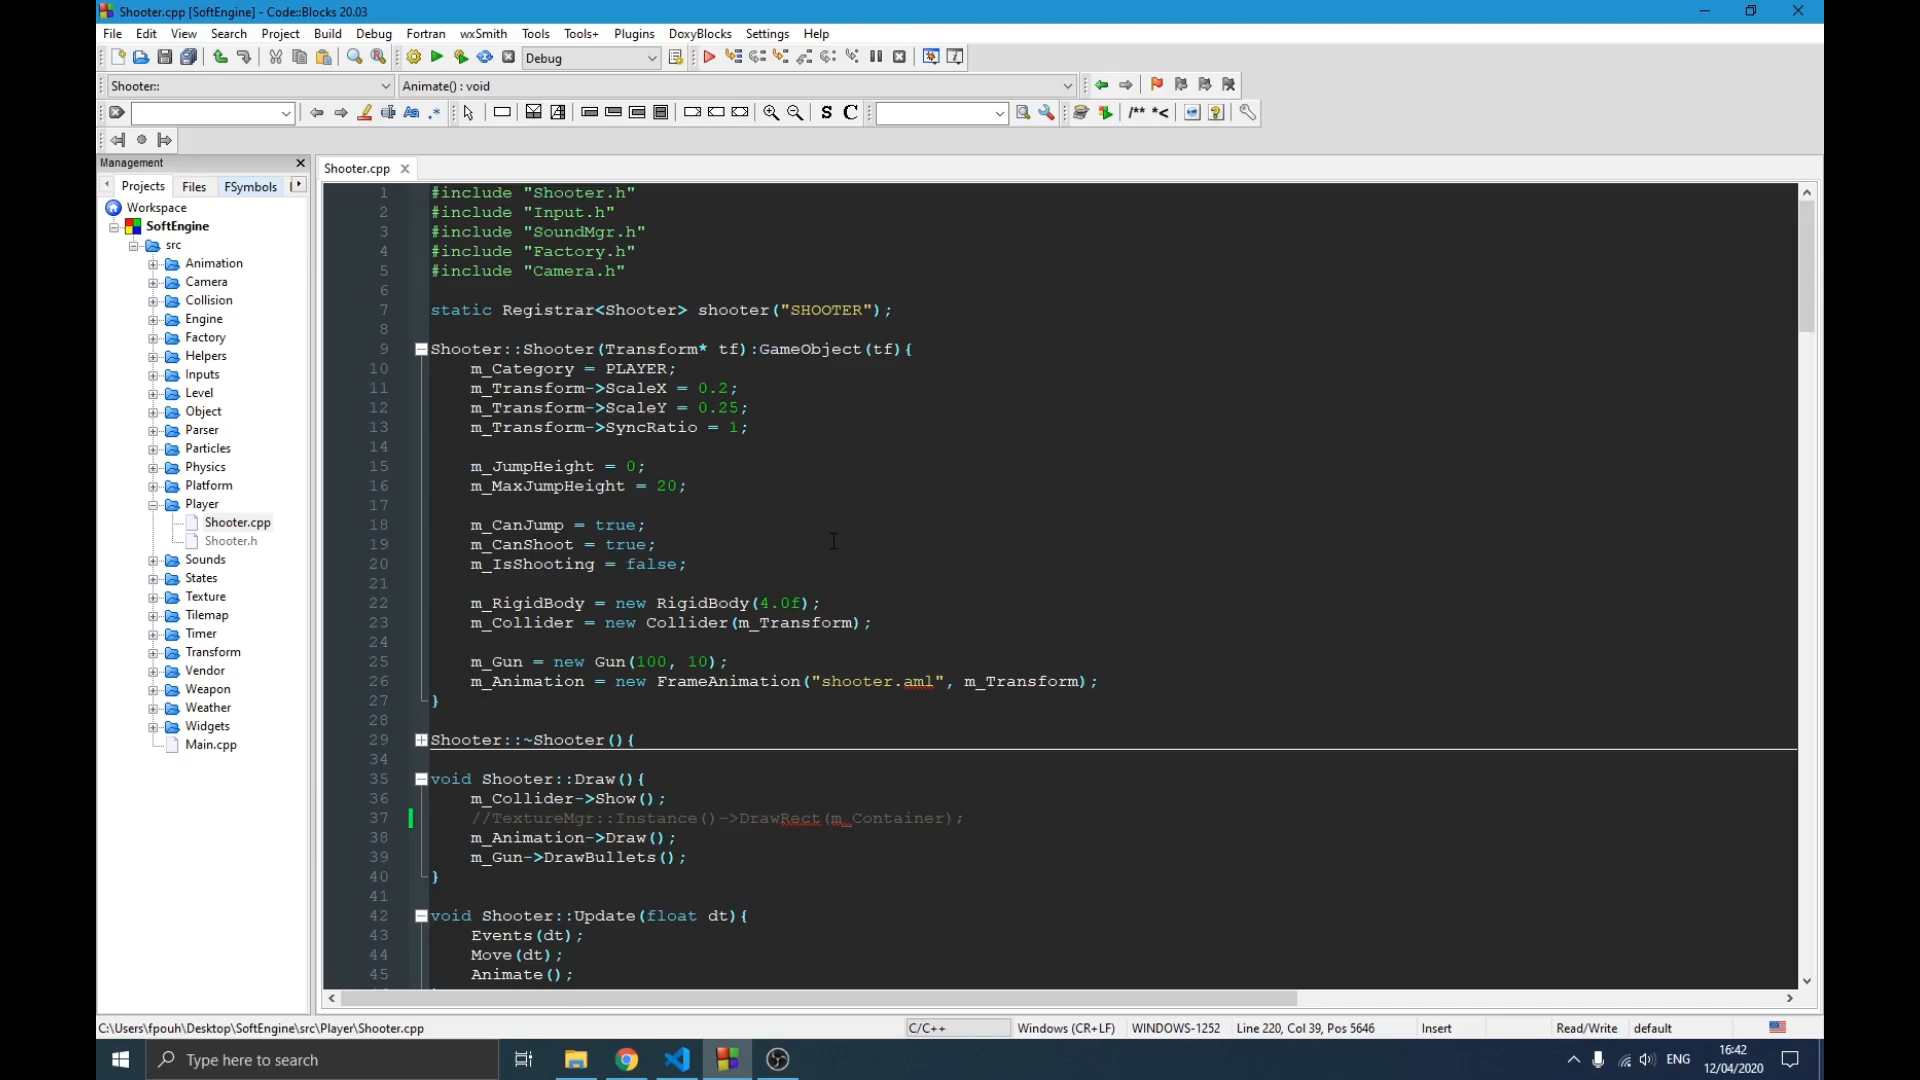 Shooter.cpp [SoftEngine] - Code::Blocks 20.03
File Edit View Search Project Build Debug Fortran wxSmith Tools Tools+ Plugins DoxyBlocks Settings Help
Debug
Shooter:: Animate() : void
S C /** *<
Management
Projects Files FSymbols
Shooter.cpp
Workspace
SoftEngine
src
Animation
Camera
Collision
Engine
Factory
Helpers
Inputs
Level
Object
Parser
Particles
Physics
Platform
Player
Shooter.cpp
Shooter.h
Sounds
States
Texture
Tilemap
Timer
Transform
Vendor
Weapon
Weather
Widgets
Main.cpp
1 #include "Shooter.h"
2 #include "Input.h"
3 #include "SoundMgr.h"
4 #include "Factory.h"
5 #include "Camera.h"
6
7 static Registrar<Shooter> shooter("SHOOTER");
8
9 Shooter::Shooter(Transform* tf):GameObject(tf){
10 m_Category = PLAYER;
11 m_Transform->ScaleX = 0.2;
12 m_Transform->ScaleY = 0.25;
13 m_Transform->SyncRatio = 1;
14
15 m_JumpHeight = 0;
16 m_MaxJumpHeight = 20;
17
18 m_CanJump = true;
19 m_CanShoot = true;
20 m_IsShooting = false;
21
22 m_RigidBody = new RigidBody(4.0f);
23 m_Collider = new Collider(m_Transform);
24
25 m_Gun = new Gun(100, 10);
26 m_Animation = new FrameAnimation("shooter.aml", m_Transform);
27 }
28
29 Shooter::~Shooter(){
34
35 void Shooter::Draw(){
36 m_Collider->Show();
37 //TextureMgr::Instance()->DrawRect(m_Container);
38 m_Animation->Draw();
39 m_Gun->DrawBullets();
40 }
41
42 void Shooter::Update(float dt){
43 Events(dt);
44 Move(dt);
45 Animate();
C:\Users\fpouh\Desktop\SoftEngine\src\Player\Shooter.cpp C/C++ Windows (CR+LF) WINDOWS-1252 Line 220, Col 39, Pos 5646 Insert Read/Write default
Type here to search
ENG
16:42
12/04/2020